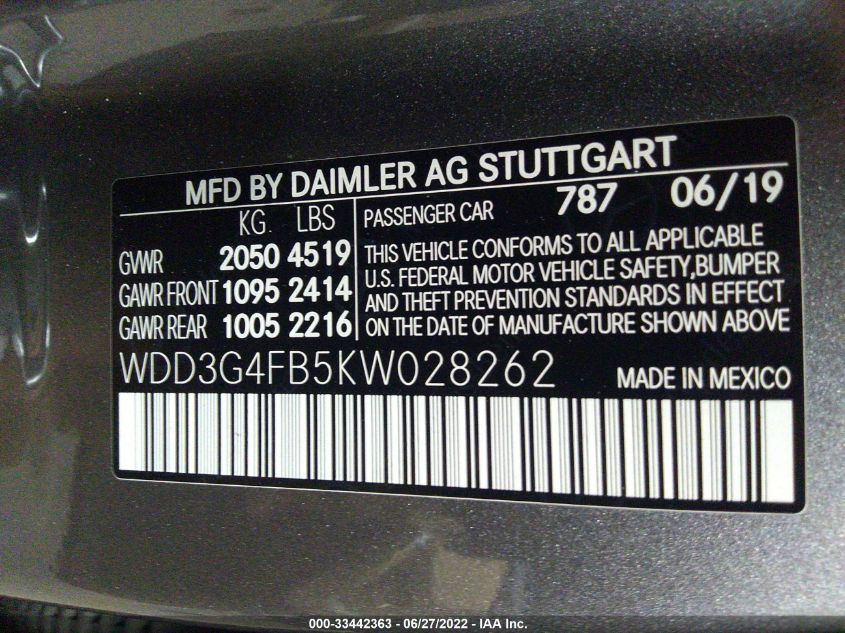 MFD BY DAIMLER AG STUTTGART
KG. LBS
GVWR 2050 4519
GAWR FRONT 1095 2414
GAWR REAR 1005 2216
PASSENGER CAR 787 06/19
THIS VEHICLE CONFORMS TO ALL APPLICABLE
U.S. FEDERAL MOTOR VEHICLE SAFETY,BUMPER
AND THEFT PREVENTION STANDARDS IN EFFECT
ON THE DATE OF MANUFACTURE SHOWN ABOVE
WDD3G4FB5KW028262
MADE IN MEXICO
000-33442363 - 06/27/2022 - IAA Inc.